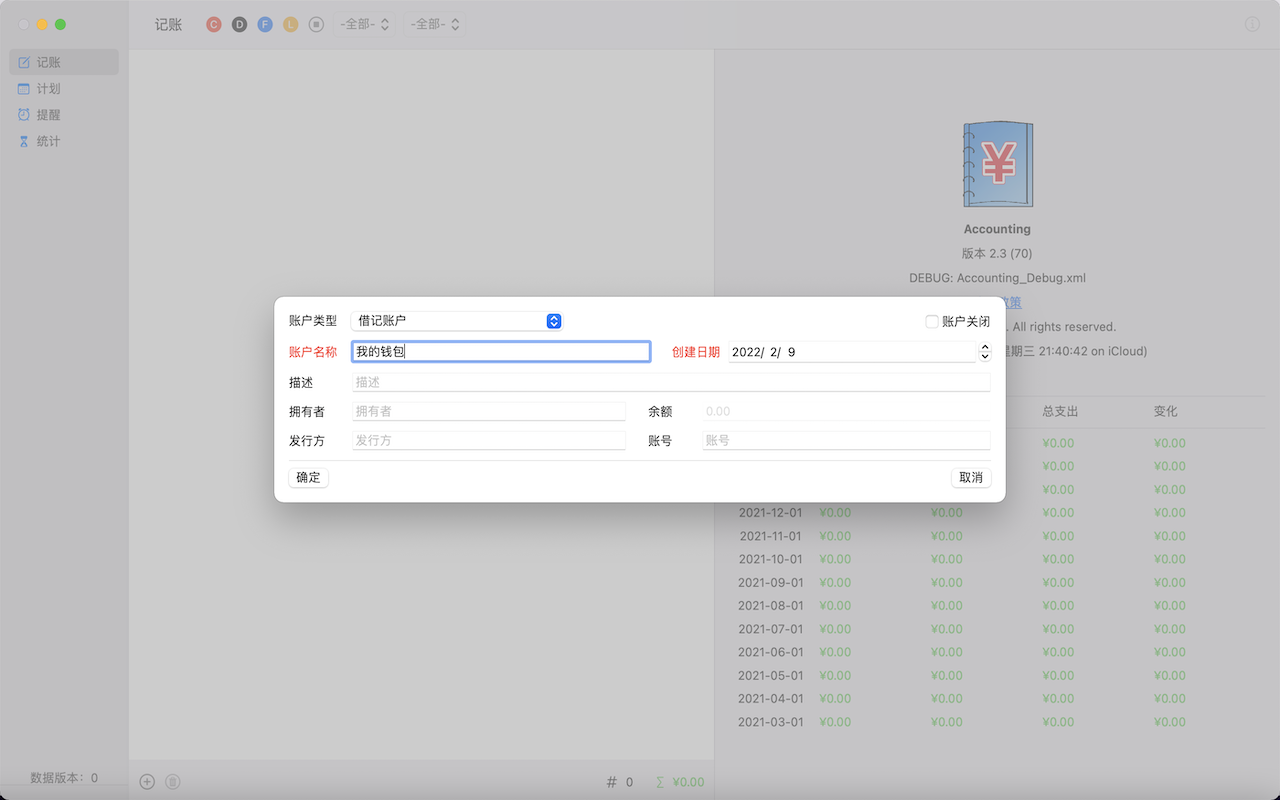 记账 C D F L -全部- -全部-
记账
计划
提醒
统计
¥
Accounting
版本 2.3 (70)
DEBUG: Accounting_Debug.xml
政策
. All rights reserved.
星期三 21:40:42 on iCloud)
账户类型 借记账户 账户关闭
账户名称 我的钱包 创建日期 2022/ 2/ 9
描述 描述
拥有者 拥有者 余额 0.00
发行方 发行方 账号 账号
确定 取消
总支出 变化
¥0.00 ¥0.00
¥0.00 ¥0.00
¥0.00 ¥0.00
2021-12-01 ¥0.00 ¥0.00 ¥0.00 ¥0.00
2021-11-01 ¥0.00 ¥0.00 ¥0.00 ¥0.00
2021-10-01 ¥0.00 ¥0.00 ¥0.00 ¥0.00
2021-09-01 ¥0.00 ¥0.00 ¥0.00 ¥0.00
2021-08-01 ¥0.00 ¥0.00 ¥0.00 ¥0.00
2021-07-01 ¥0.00 ¥0.00 ¥0.00 ¥0.00
2021-06-01 ¥0.00 ¥0.00 ¥0.00 ¥0.00
2021-05-01 ¥0.00 ¥0.00 ¥0.00 ¥0.00
2021-04-01 ¥0.00 ¥0.00 ¥0.00 ¥0.00
2021-03-01 ¥0.00 ¥0.00 ¥0.00 ¥0.00
数据版本: 0
# 0 Σ ¥0.00